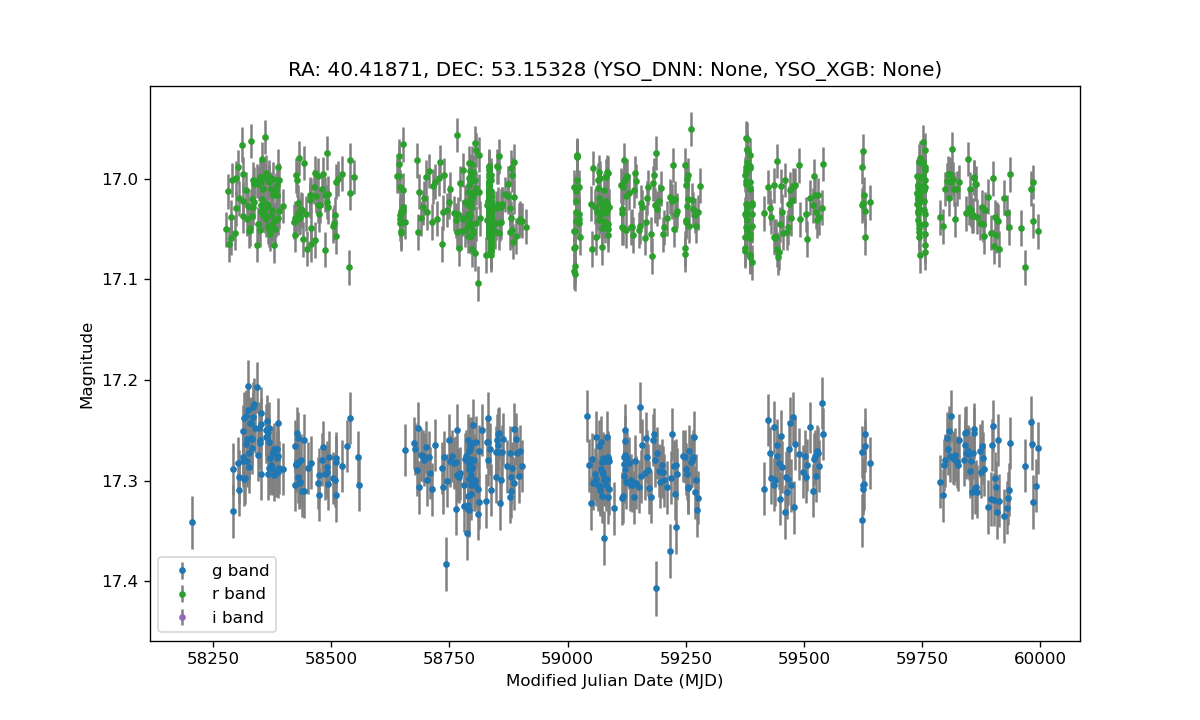 RA: 40.41871, DEC: 53.15328 (YSO_DNN: None, YSO_XGB: None)
Magnitude
17.0
17.1
17.2
17.3
17.4
g band
r band
i band
58250 58500 58750 59000 59250 59500 59750 60000
Modified Julian Date (MJD)